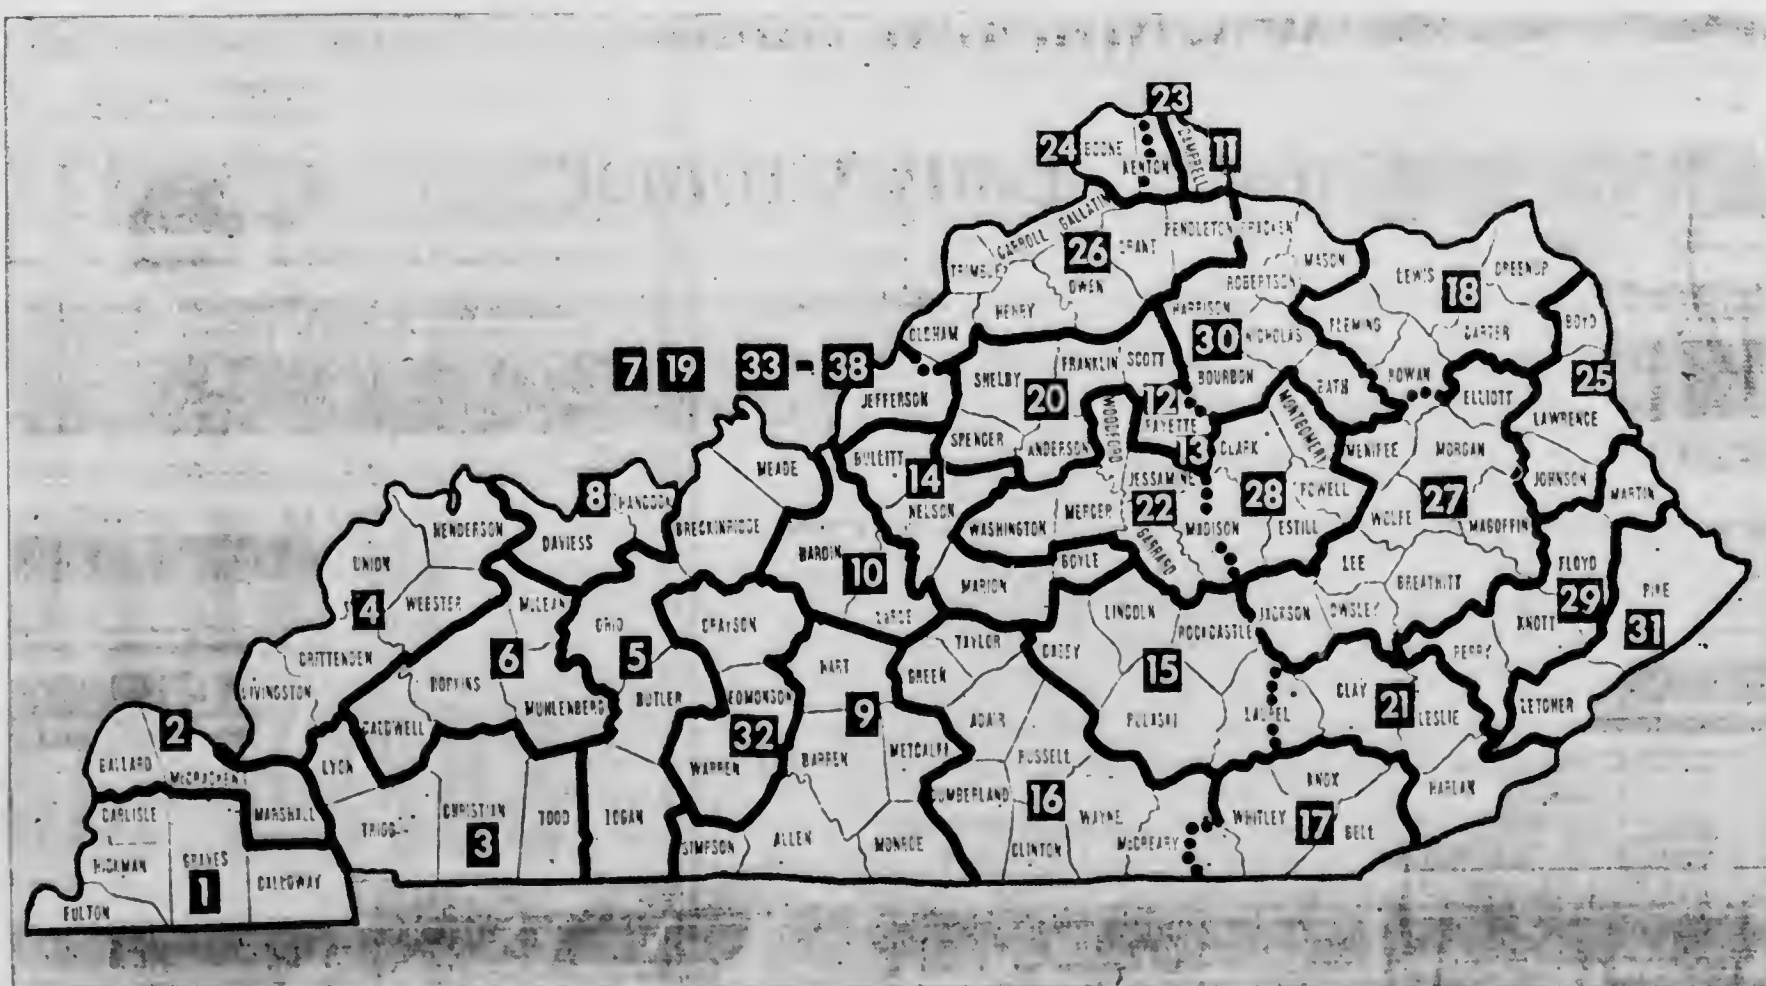 23
24 BOONE KENTON CAMPBELL 11
GALLATIN
CARROLL 26 GRANT PENDLETON BRACKEN
TRIMBLE OWEN ROBERTSON MASON LEWIS GREENUP
18
HENRY HARRISON
OLDHAM 30 NICHOLAS FLEMING CARTER BOYD
7 19 33 - 38
FRANKLIN SCOTT
SHELBY BOURBON BATH ROWAN ELLIOTT 25
JEFFERSON 20 12 LAWRENCE
WOODFORD FAYETTE MONTGOMERY
SPENCER ANDERSON 13 CLARK MENIFEE MORGAN
BULLITT
MEADE 14 JESSAMINE JOHNSON
8 HANCOCK NELSON MERCER 22 28 POWELL 27 MARTIN
HENDERSON DAVIESS BRECKINRIDGE WASHINGTON MADISON ESTILL WOLFE MAGOFFIN
UNION HARDIN 10 BOYLE GARRARD LEE FLOYD
WEBSTER MARION BREATHITT 29 PIKE
4 MCLEAN LARUE LINCOLN JACKSON OWSLEY KNOTT 31
OHIO GRAYSON ROCKCASTLE
CRITTENDEN 6 5 TAYLOR CASEY PERRY
HART GREEN 15
LIVINGSTON HOPKINS MUHLENBERG BUTLER EDMONSON CLAY 21 LESLIE LETCHER
2 CALDWELL 32 9 ADAIR PULASKI LAUREL
BALLARD MCCRACKEN LYON WARREN BARREN METCALFE RUSSELL
KNOX HARLAN
CARLISLE MARSHALL CHRISTIAN TODD LOGAN CUMBERLAND 16 WAYNE WHITLEY 17 BELL
TRIGG 3 SIMPSON ALLEN MONROE CLINTON MCCREARY
HICKMAN GRAVES
1 CALLOWAY
FULTON